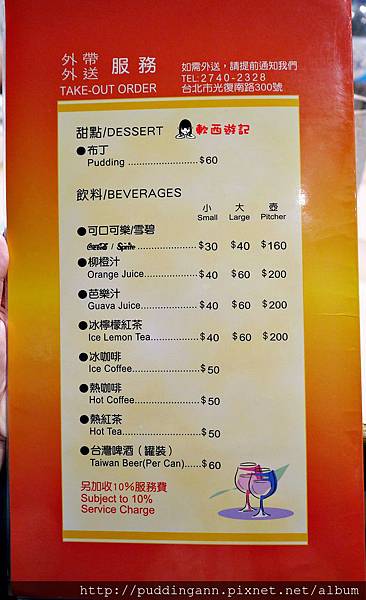 外帶
外送 服務
TAKE-OUT ORDER
如需外送，請提前通知我們
TEL:2740-2328
台北市光復南路300號
甜點/DESSERT
軟西遊記
●布丁
Pudding ................... $60
飲料/BEVERAGES
小 大 壺
Small Large Pitcher
●可口可樂/雪碧
Coca-Cola / Sprite .................. $30 $40 $160
●柳橙汁
Orange Juice................ $40 $60 $200
●芭樂汁
Guava Juice................. $40 $60 $200
●冰檸檬紅茶
Ice Lemon Tea.............. $40 $60 $200
●冰咖啡
Ice Coffee.................... $50
●熱咖啡
Hot Coffee.................... $50
●熱紅茶
Hot Tea........................ $50
●台灣啤酒（罐裝）
Taiwan Beer(Per Can)...... $60
另加收10%服務費
Subject to 10%
Service Charge
http://puddingann.pixnet.net/album